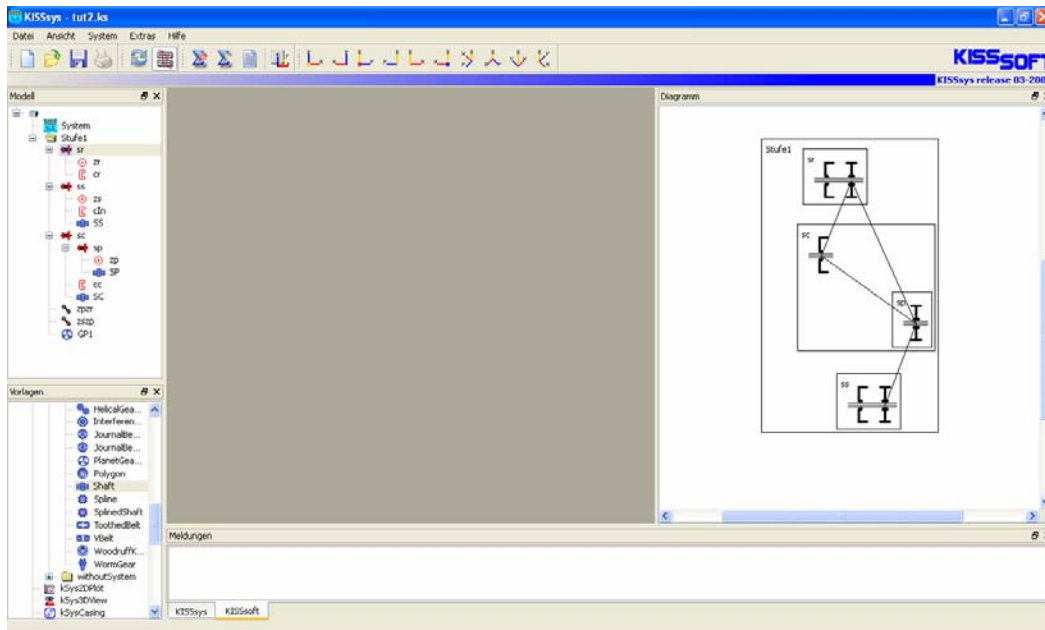 KISSsys - tut2.ks
Datei Ansicht System Extras Hilfe
KISSsoft
KISSsys release 03-200
Modell
System
Stufe1
sr
zr
cr
ss
zs
cIn
SS
sc
sp
zp
SP
cc
SC
zpzr
zszp
GP1
Vorlagen
HelicalGea...
Interferen...
JournalBe...
JournalBe...
PlanetGea...
Polygon
Shaft
Spline
SplinedShaft
ToothedBelt
VBelt
WoodruffK...
WormGear
withoutSystem
kSys2DPlot
kSys3DView
kSysCasing
Diagramm
Stufe1
sr
sc
sp
ss
Meldungen
KISSsys KISSsoft